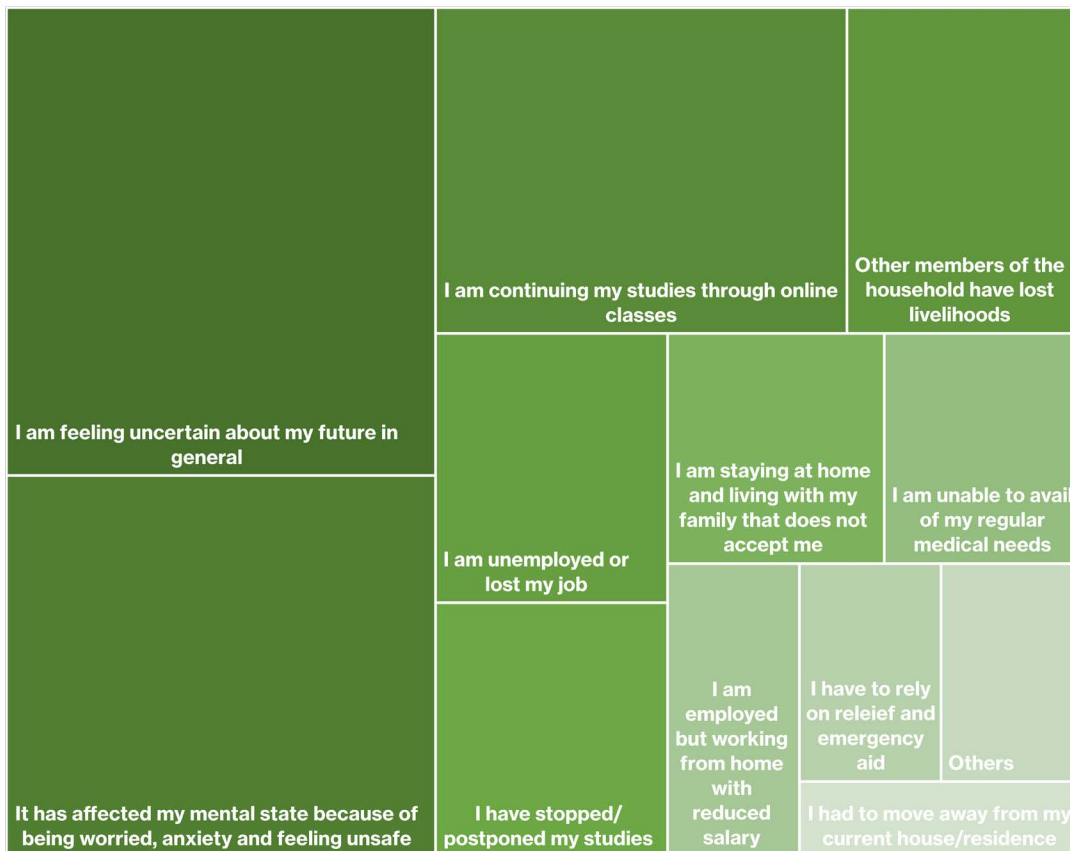 I am feeling uncertain about my future in
general
It has affected my mental state because of
being worried, anxiety and feeling unsafe
I am continuing my studies through online
classes
Other members of the
household have lost
livelihoods
I am unemployed or
lost my job
I have stopped/
postponed my studies
I am staying at home
and living with my
family that does not
accept me
I am unable to avail
of my regular
medical needs
I am
employed
but working
from home
with
reduced
salary
I have to rely
on releief and
emergency
aid
Others
I had to move away from my
current house/residence